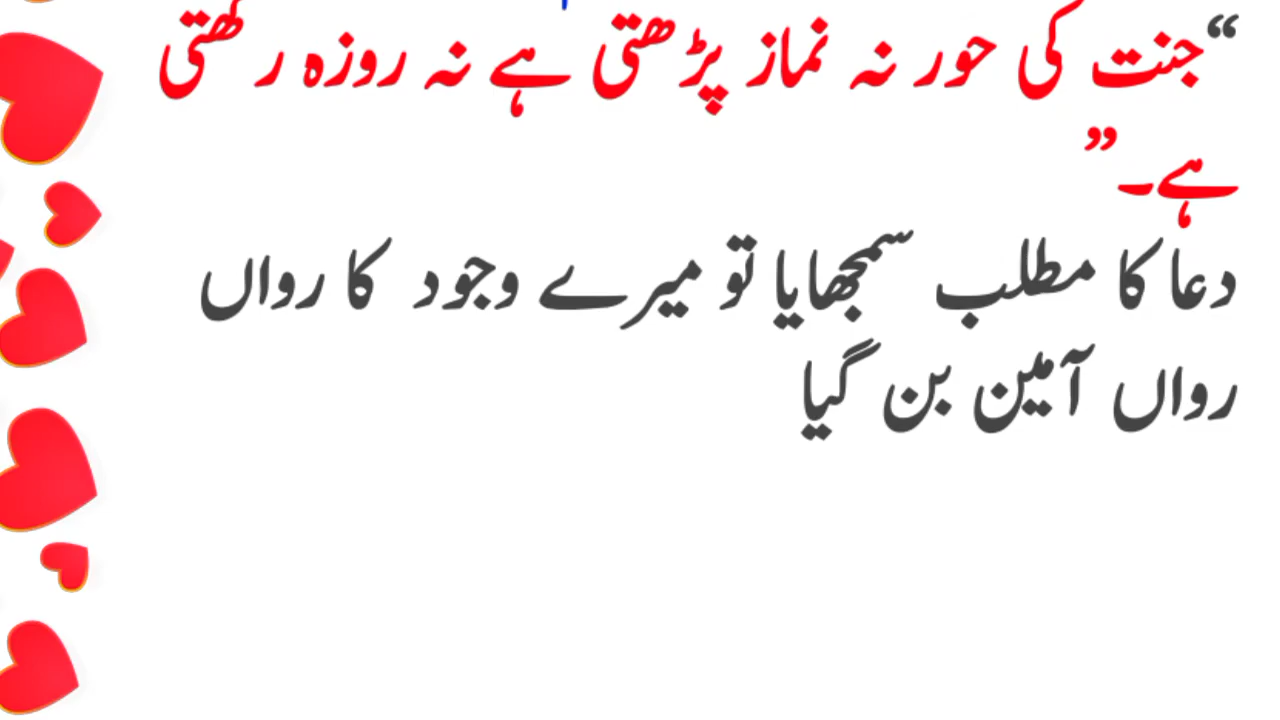 “جنت کی حور نہ نماز پڑھتی ہے نہ روزہ رکھتی
ہے۔”
دعا کا مطلب سمجھایا تو میرے وجود کا رواں
رواں آمین بن گیا